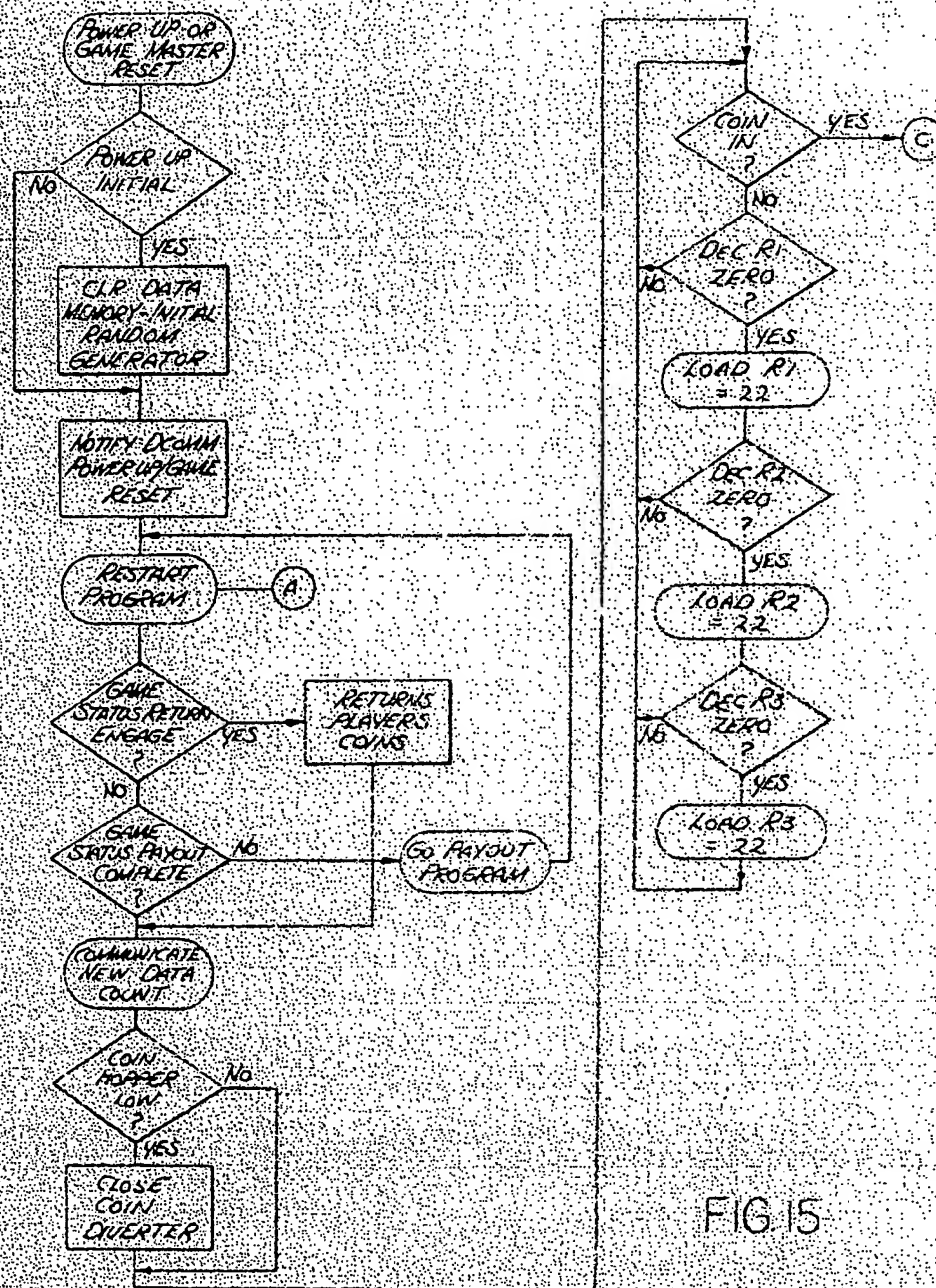 POWER UP OR
GAME MASTER
RESET
POWER UP
INITIAL
NO
YES
CLR DATA
MEMORY-INITIAL
RANDOM
GENERATOR
NOTIFY DCOMM
POWER UP/GAME
RESET
RESTART
PROGRAM
A
GAME
STATUS RETURN
ENGAGE
?
YES
RETURNS
PLAYERS
COINS
NO
GAME
STATUS PAYOUT
COMPLETE
?
NO
GO PAYOUT
PROGRAM
COMMUNICATE
NEW DATA
COUNT
COIN
HOPPER
LOW
?
NO
YES
CLOSE
COIN
DIVERTER
COIN
IN
?
YES
C
NO
DEC R1
ZERO
?
NO
YES
LOAD R1
= 22
DEC R2
ZERO
?
NO
YES
LOAD R2
= 22
DEC R3
ZERO
?
NO
YES
LOAD R3
= 22
FIG. 15